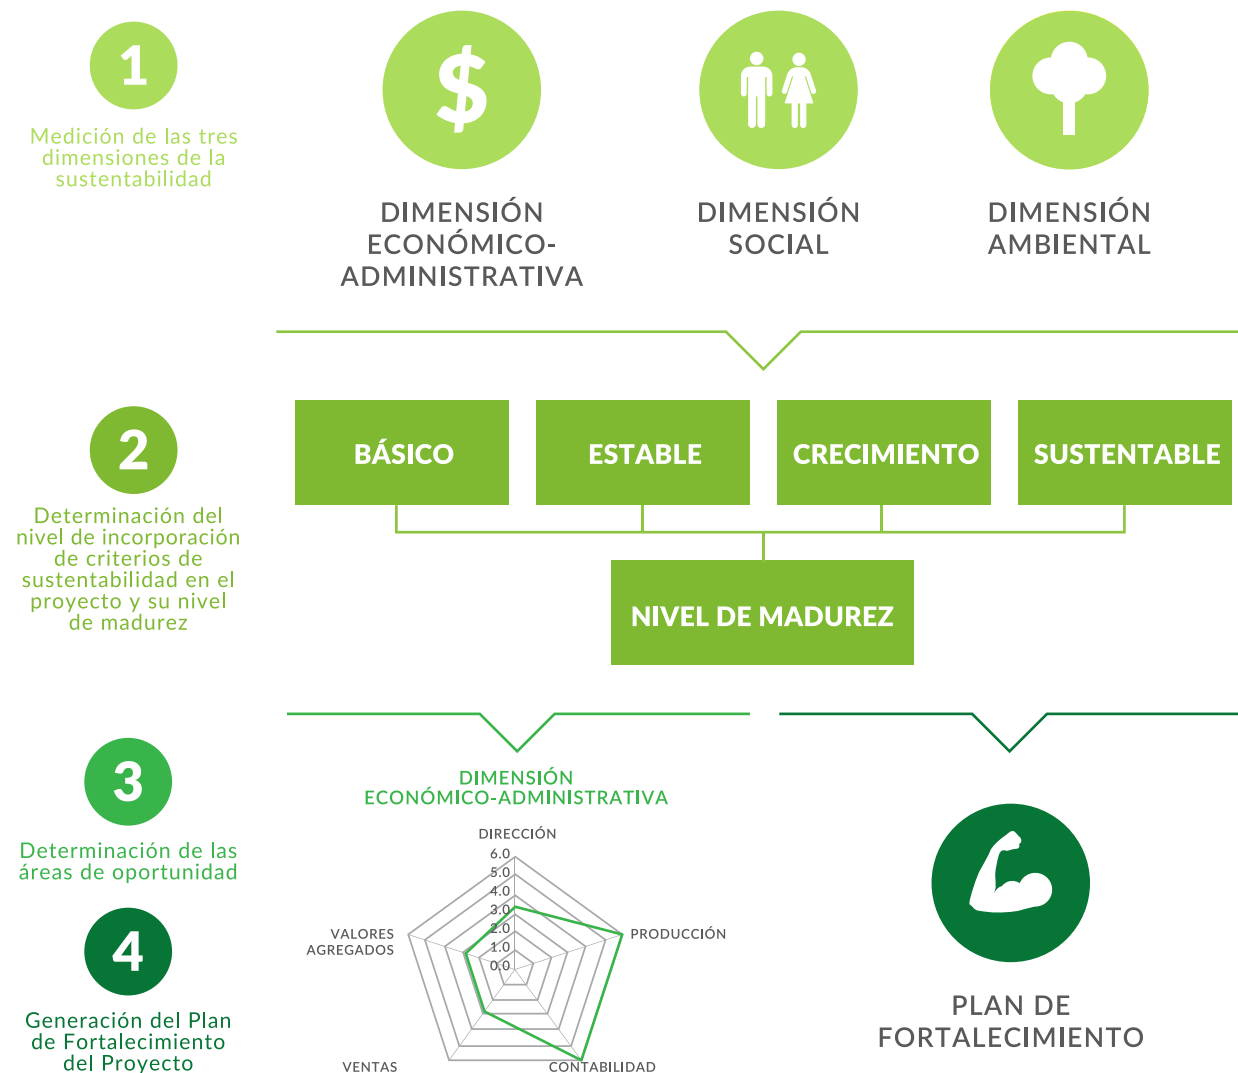 1
Medición de las tres
dimensiones de la
sustentabilidad
$
DIMENSIÓN
ECONÓMICO-
ADMINISTRATIVA
DIMENSIÓN
SOCIAL
DIMENSIÓN
AMBIENTAL
2
Determinación del
nivel de incorporación
de criterios de
sustentabilidad en el
proyecto y su nivel
de madurez
BÁSICO
ESTABLE
CRECIMIENTO
SUSTENTABLE
NIVEL DE MADUREZ
3
Determinación de las
áreas de oportunidad
4
Generación del Plan
de Fortalecimiento
del Proyecto
DIMENSIÓN
ECONÓMICO-ADMINISTRATIVA
DIRECCIÓN
6.0
5.0
4.0
3.0
2.0
1.0
0.0
VALORES
AGREGADOS
PRODUCCIÓN
VENTAS
CONTABILIDAD
PLAN DE
FORTALECIMIENTO